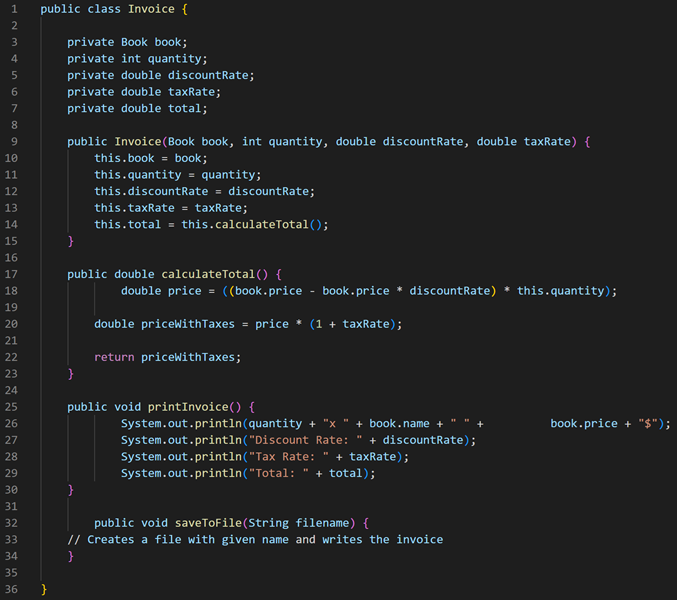 1 public class Invoice {
2
3 private Book book;
4 private int quantity;
5 private double discountRate;
6 private double taxRate;
7 private double total;
8
9 public Invoice(Book book, int quantity, double discountRate, double taxRate) {
10 this.book = book;
11 this.quantity = quantity;
12 this.discountRate = discountRate;
13 this.taxRate = taxRate;
14 this.total = this.calculateTotal();
15 }
16
17 public double calculateTotal() {
18 double price = ((book.price - book.price * discountRate) * this.quantity);
19
20 double priceWithTaxes = price * (1 + taxRate);
21
22 return priceWithTaxes;
23 }
24
25 public void printInvoice() {
26 System.out.println(quantity + "x " + book.name + " " +          book.price + "$");
27 System.out.println("Discount Rate: " + discountRate);
28 System.out.println("Tax Rate: " + taxRate);
29 System.out.println("Total: " + total);
30 }
31
32 public void saveToFile(String filename) {
33 // Creates a file with given name and writes the invoice
34 }
35
36 }